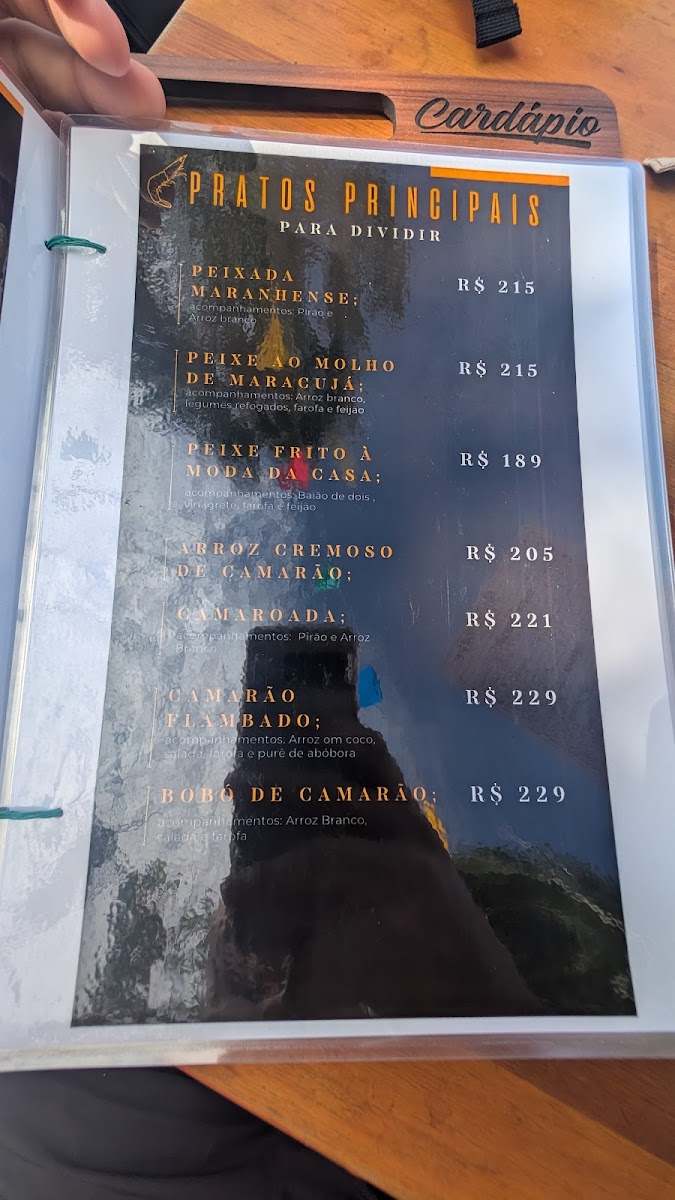 Cardápio
PRATOS PRINCIPAIS
PARA DIVIDIR
PEIXADA
MARANHENSE;
R$ 215
acompanhamentos: Pirão e
Arroz branco
PEIXE AO MOLHO
DE MARACUJÁ;
R$ 215
acompanhamentos: Arroz branco,
legumes refogados, farofa e feijão
PEIXE FRITO À
MODA DA CASA;
R$ 189
acompanhamentos: Baião de dois ,
vinagrete, farofa e feijão
ARROZ CREMOSO
DE CAMARÃO;
R$ 205
CAMAROADA;
R$ 221
acompanhamentos: Pirão e Arroz
Branco
CAMARÃO
FLAMBADO;
R$ 229
acompanhamentos: Arroz om coco,
salada, farofa e purê de abóbora
BOBÓ DE CAMARÃO;
R$ 229
acompanhamentos: Arroz Branco,
salada e farofa